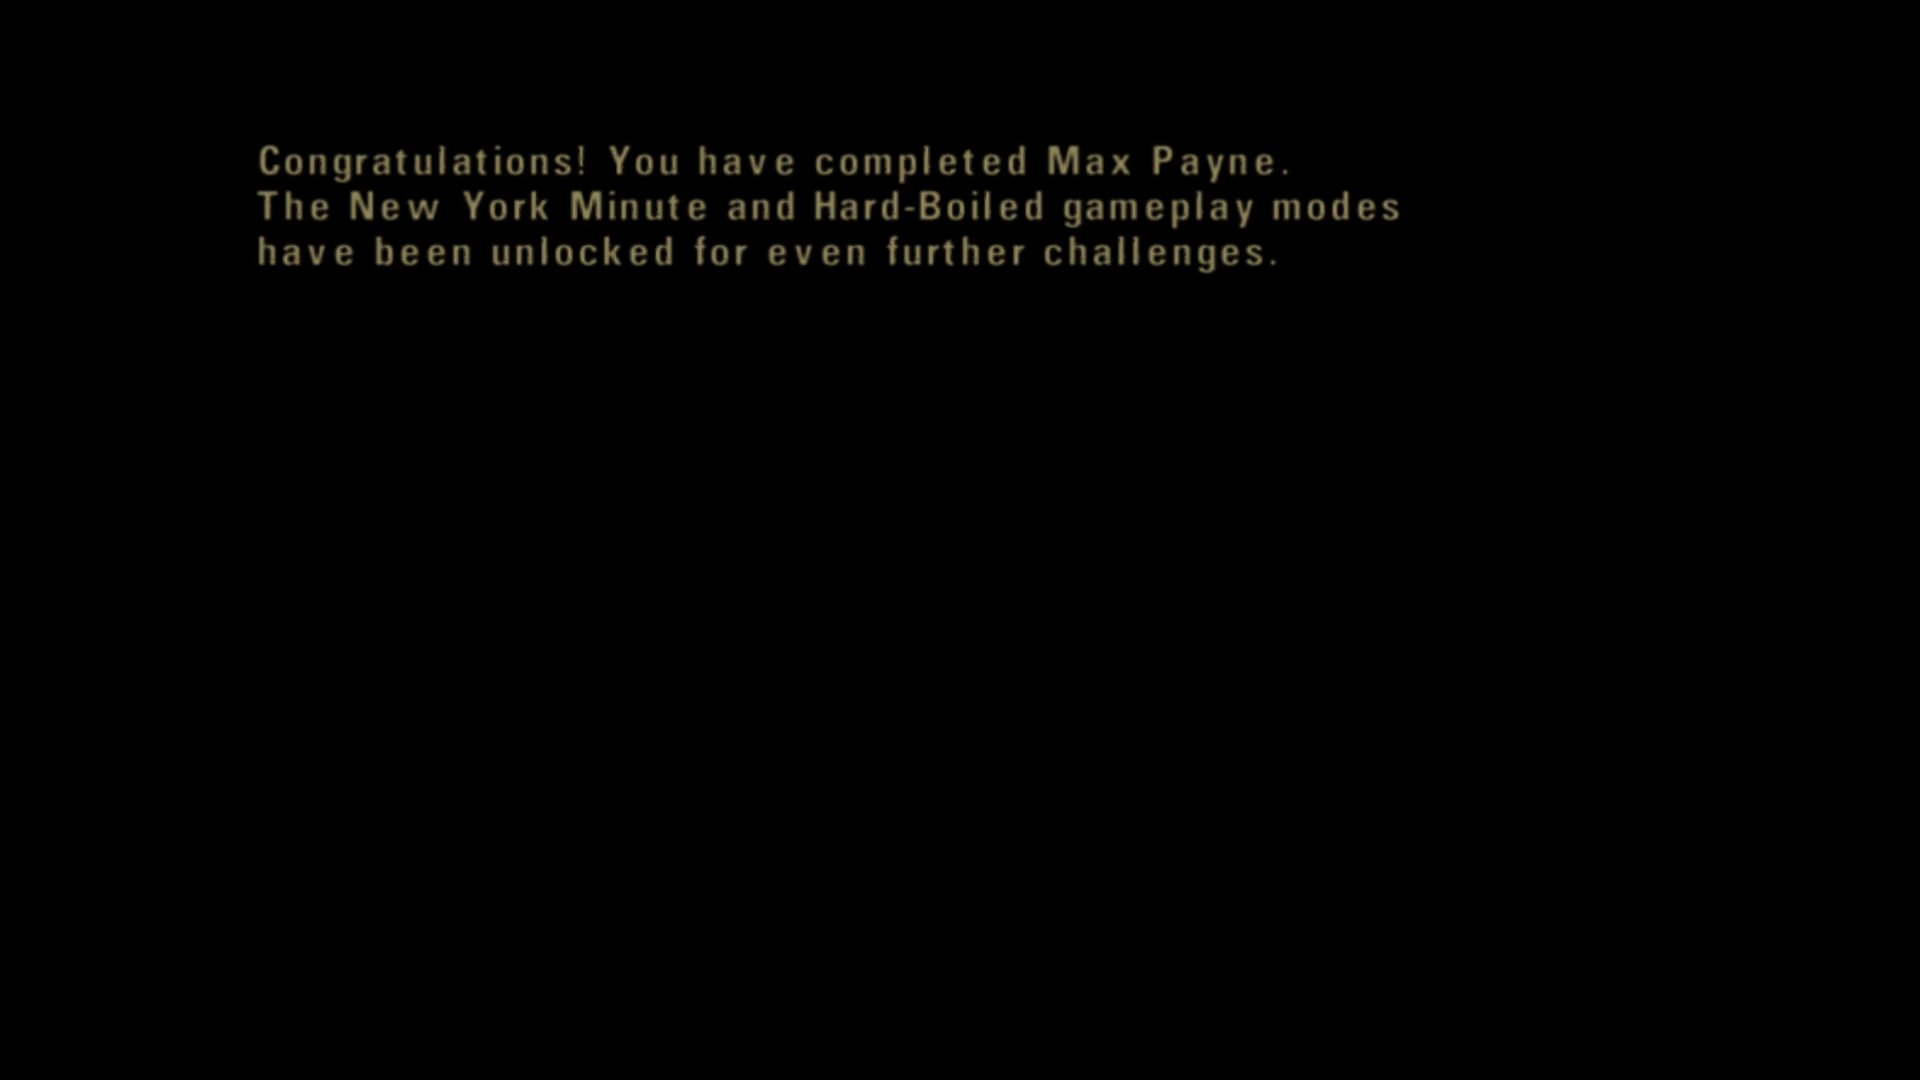 Congratulations! You have completed Max Payne.
The New York Minute and Hard-Boiled gameplay modes
have been unlocked for even further challenges.